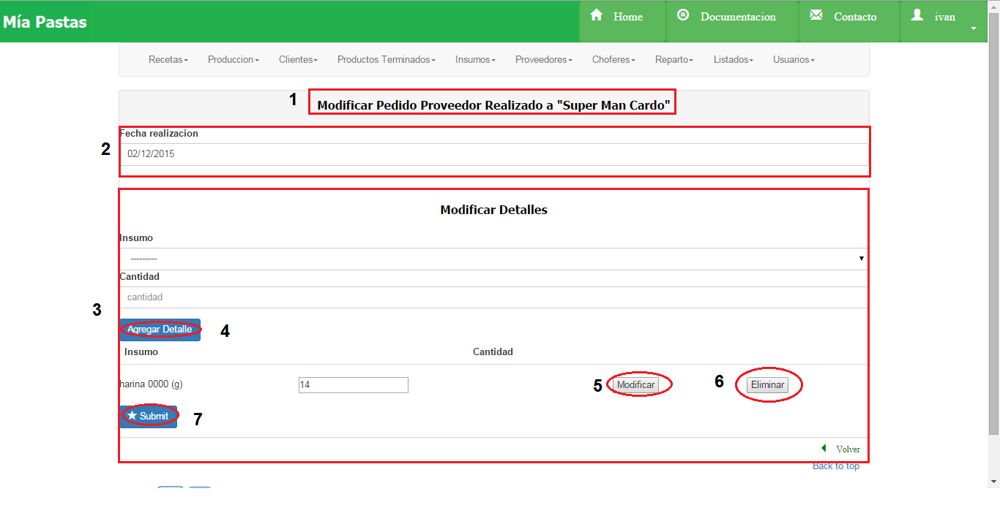 Mía Pastas Home Documentacion Contacto ivan
Recetas Produccion Clientes Productos Terminados Insumos Proveedores Choferes Reparto Listados Usuarios
1 Modificar Pedido Proveedor Realizado a "Super Man Cardo"
Fecha realizacion
2
02/12/2015
Modificar Detalles
Insumo
---------
Cantidad
cantidad
3
Agregar Detalle 4
Insumo Cantidad
harina 0000 (g) 14 5 Modificar 6 Eliminar
Submit 7
Volver
Back to top